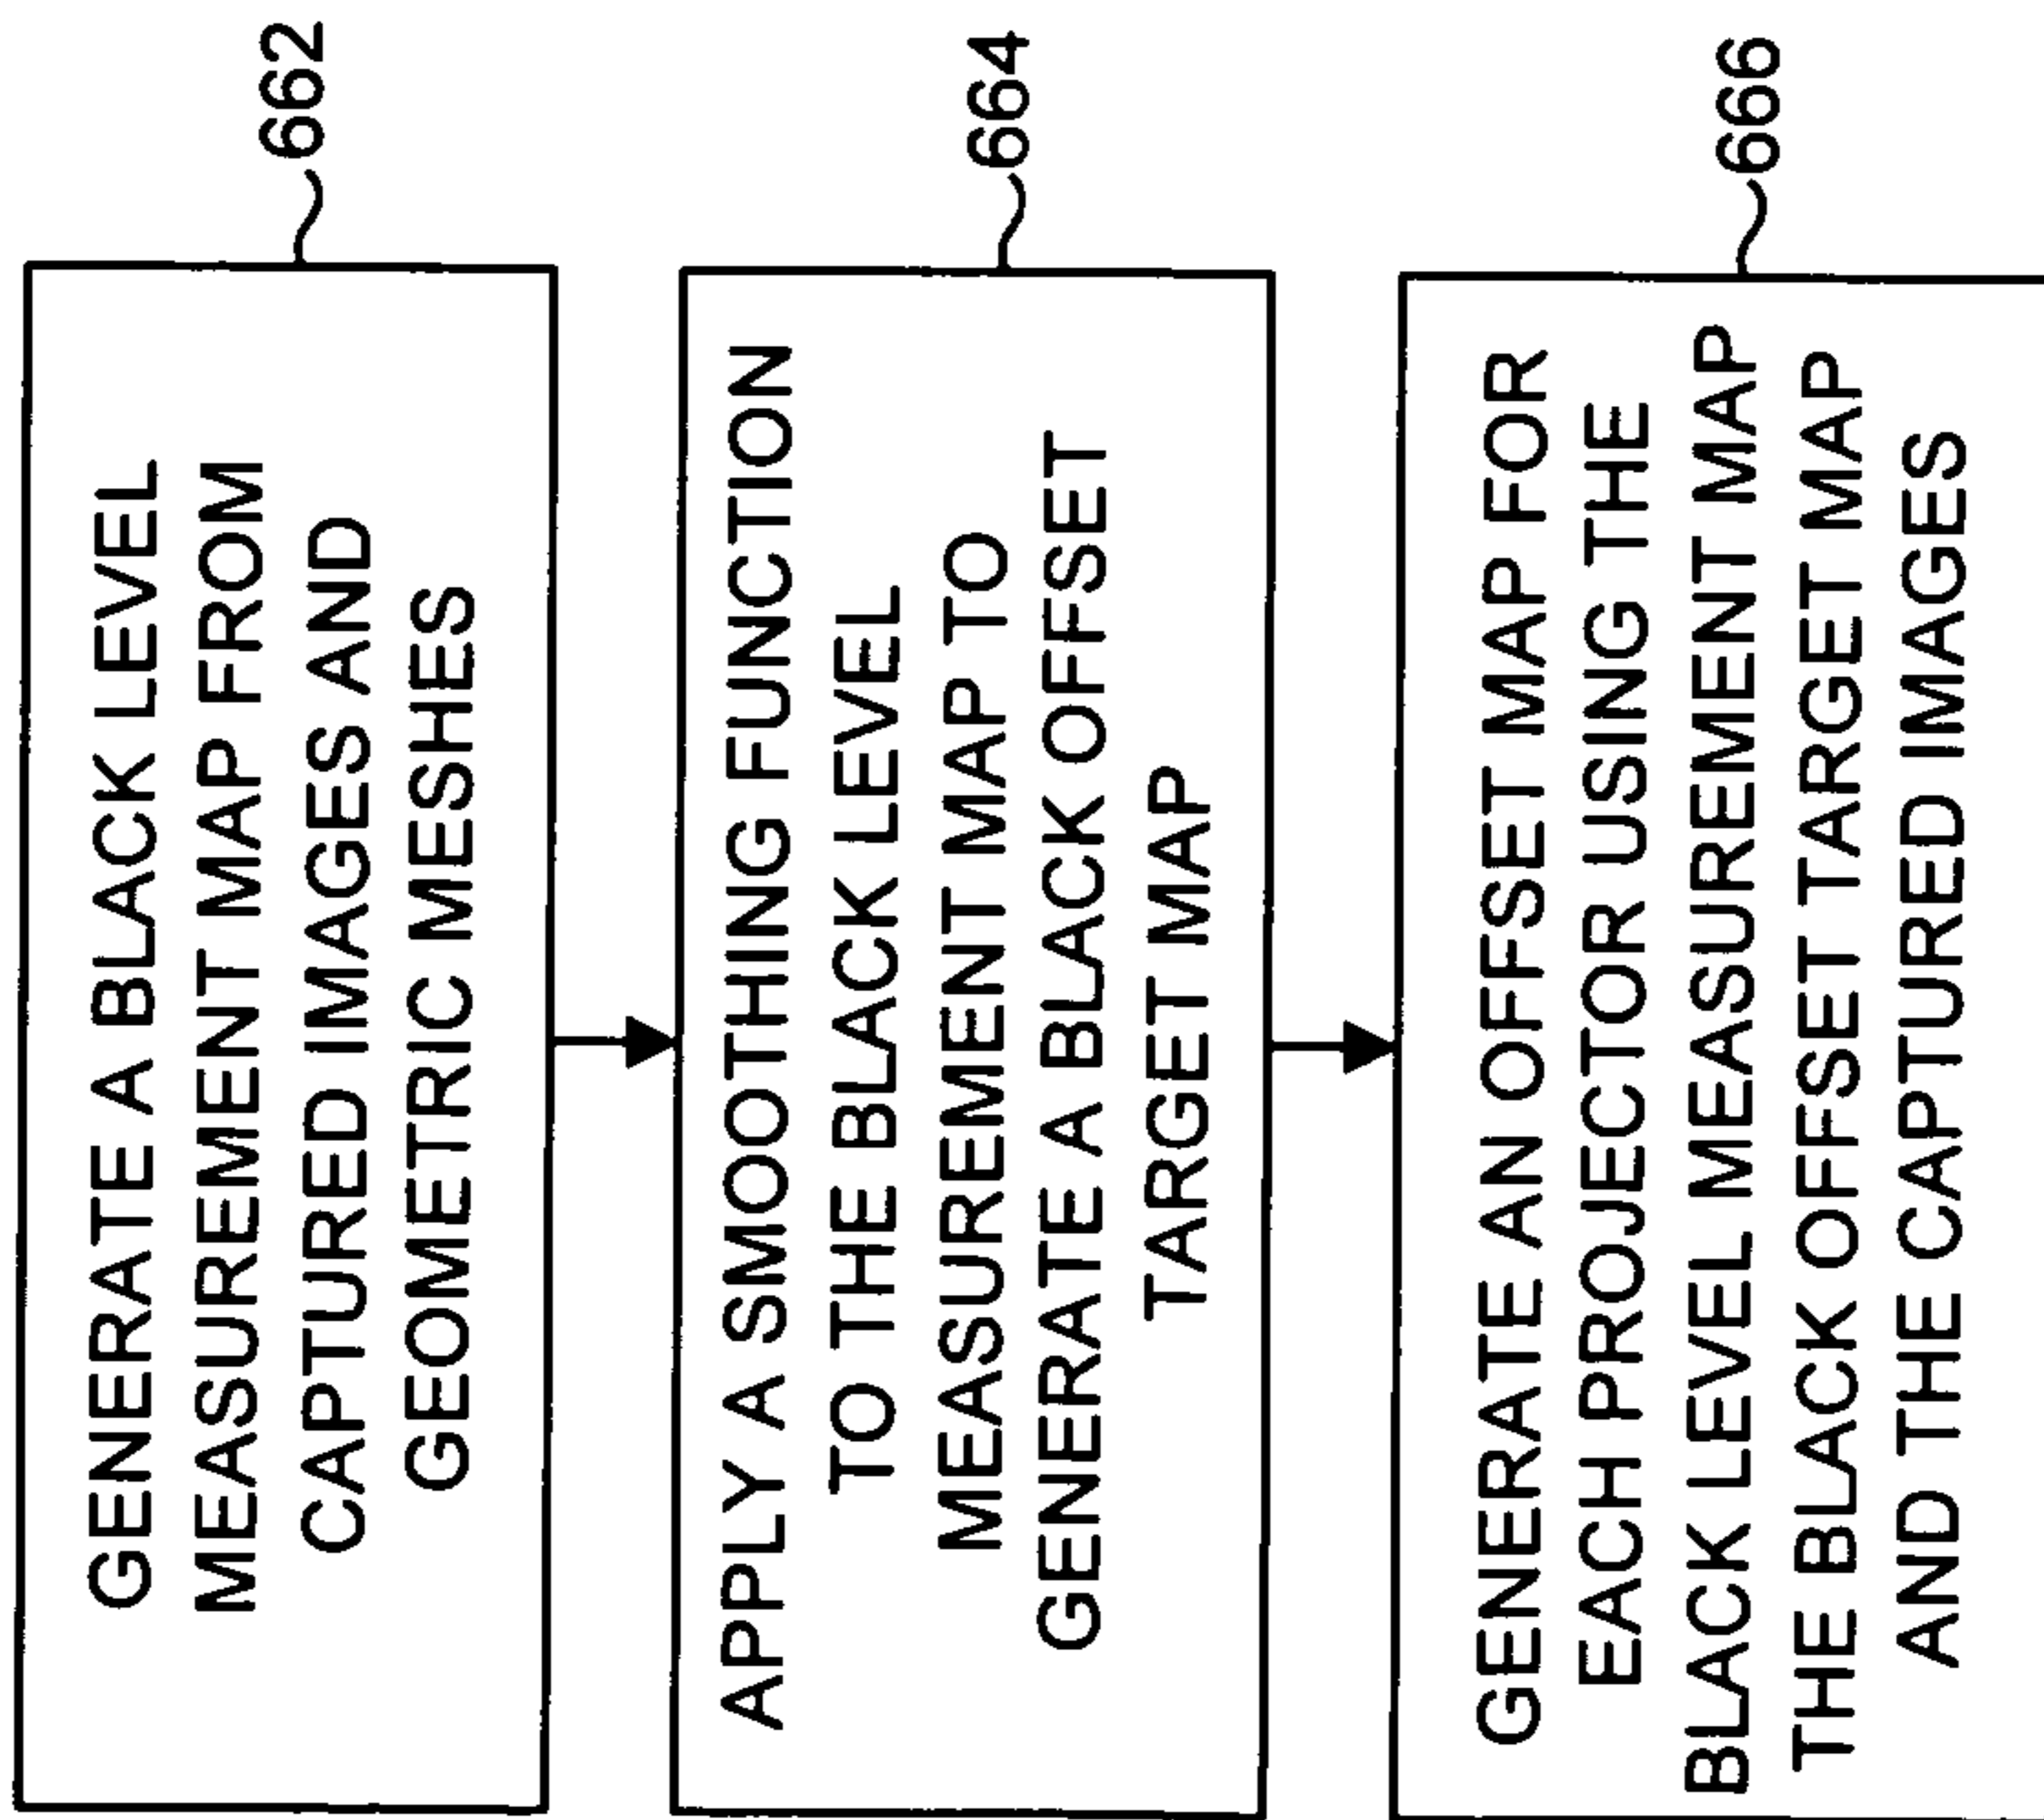 GENERATE A BLACK LEVEL
MEASUREMENT MAP FROM
CAPTURED IMAGES AND
GEOMETRIC MESHES
662
APPLY A SMOOTHING FUNCTION
TO THE BLACK LEVEL
MEASUREMENT MAP TO
GENERATE A BLACK OFFSET
TARGET MAP
664
GENERATE AN OFFSET MAP FOR
EACH PROJECTOR USING THE
BLACK LEVEL MEASUREMENT MAP
THE BLACK OFFSET TARGET MAP
AND THE CAPTURED IMAGES
666